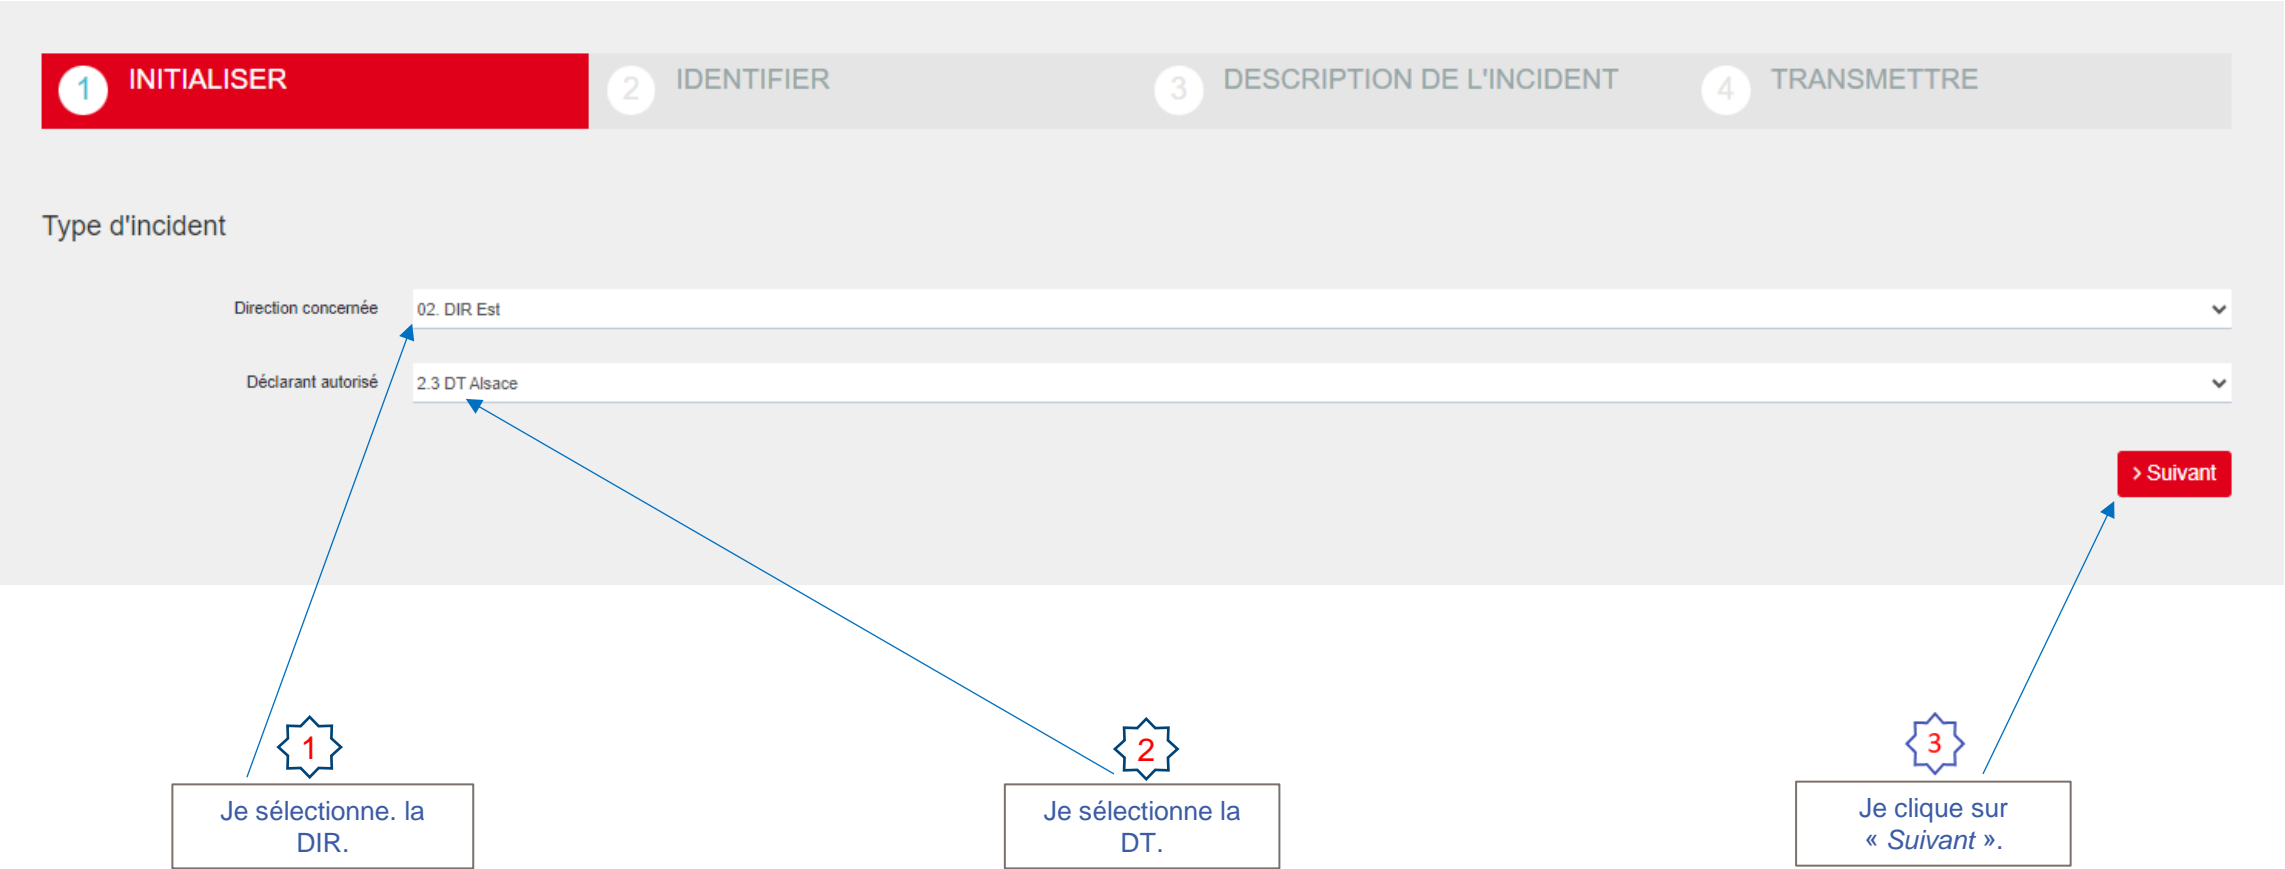 1 INITIALISER 2 IDENTIFIER 3 DESCRIPTION DE L'INCIDENT 4 TRANSMETTRE
Type d'incident
Direction concernée 02. DIR Est
Déclarant autorisé 2.3 DT Alsace
> Suivant
1
Je sélectionne. la
DIR.
2
Je sélectionne la
DT.
3
Je clique sur
« Suivant ».